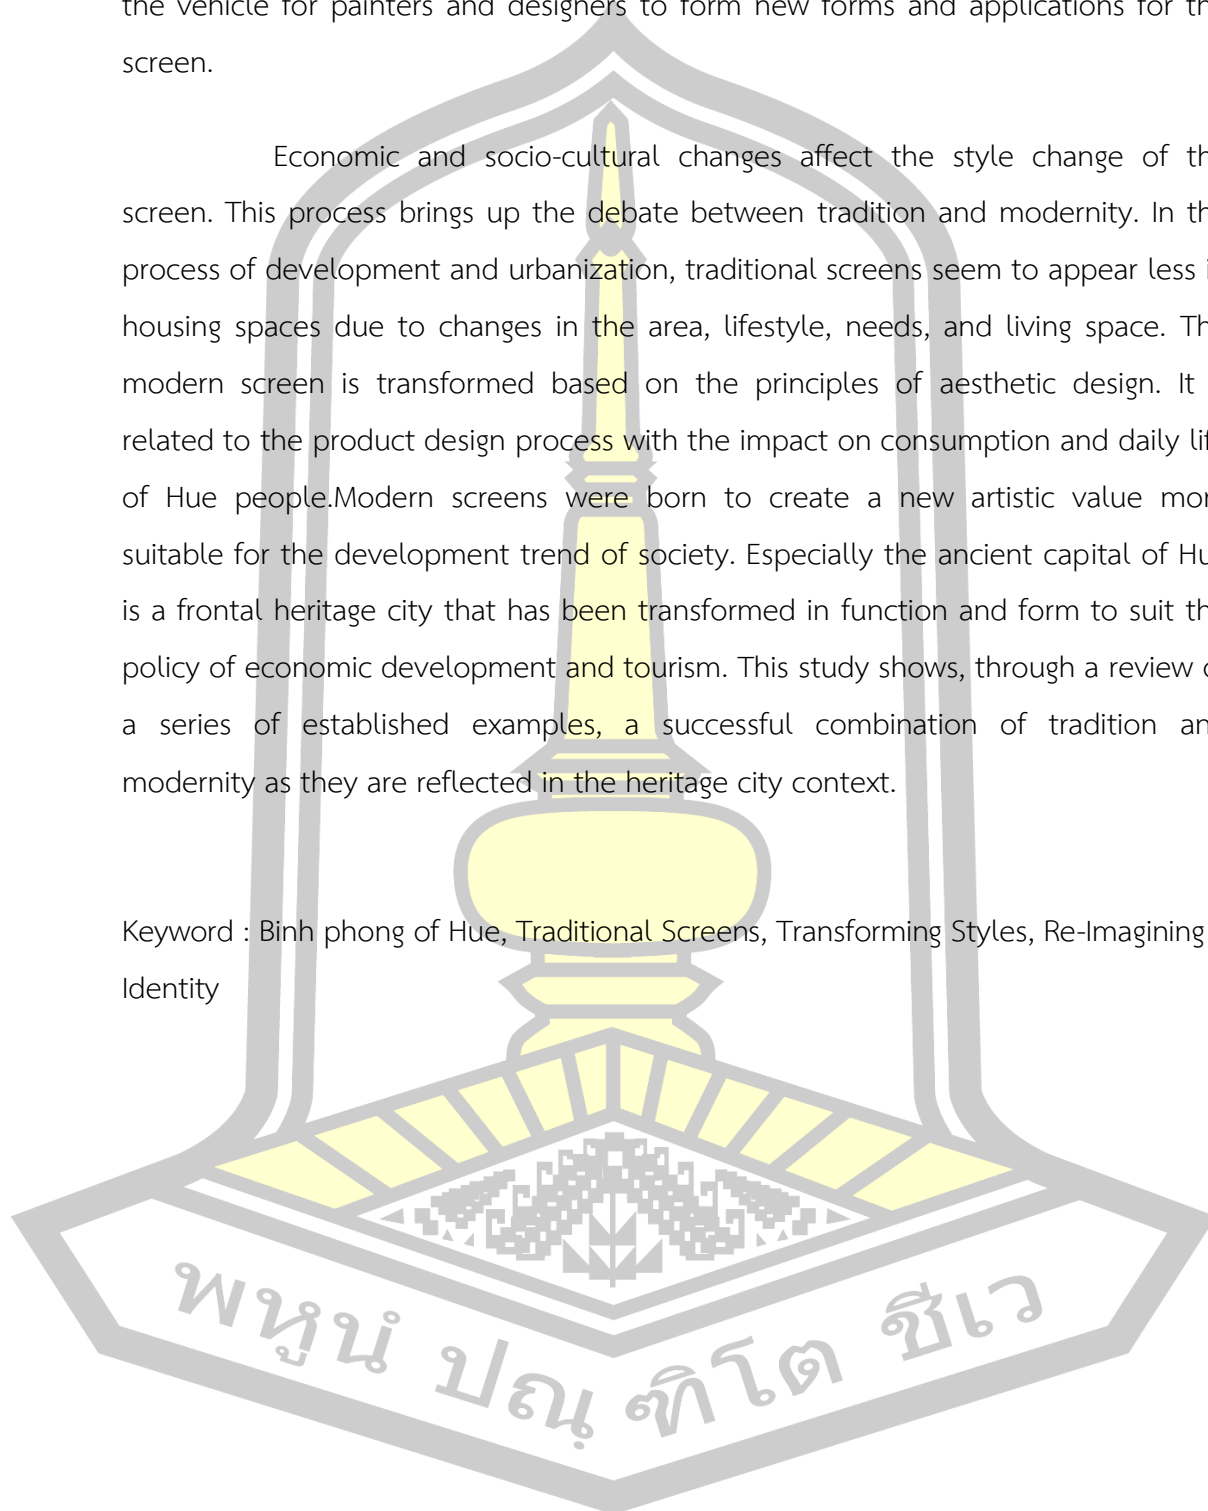 the vehicle for painters and designers to form new forms and applications for th
screen.
Economic and socio-cultural changes affect the style change of th
screen. This process brings up the debate between tradition and modernity. In th
process of development and urbanization, traditional screens seem to appear less i
housing spaces due to changes in the area, lifestyle, needs, and living space. Th
modern screen is transformed based on the principles of aesthetic design. It
related to the product design process with the impact on consumption and daily lif
of Hue people.Modern screens were born to create a new artistic value mor
suitable for the development trend of society. Especially the ancient capital of Hu
is a frontal heritage city that has been transformed in function and form to suit th
policy of economic development and tourism. This study shows, through a review o
a series of established examples, a successful combination of tradition an
modernity as they are reflected in the heritage city context.
Keyword : Binh phong of Hue, Traditional Screens, Transforming Styles, Re-Imagining
Identity
พหูนํ ปณฺฑิโต ชีเว